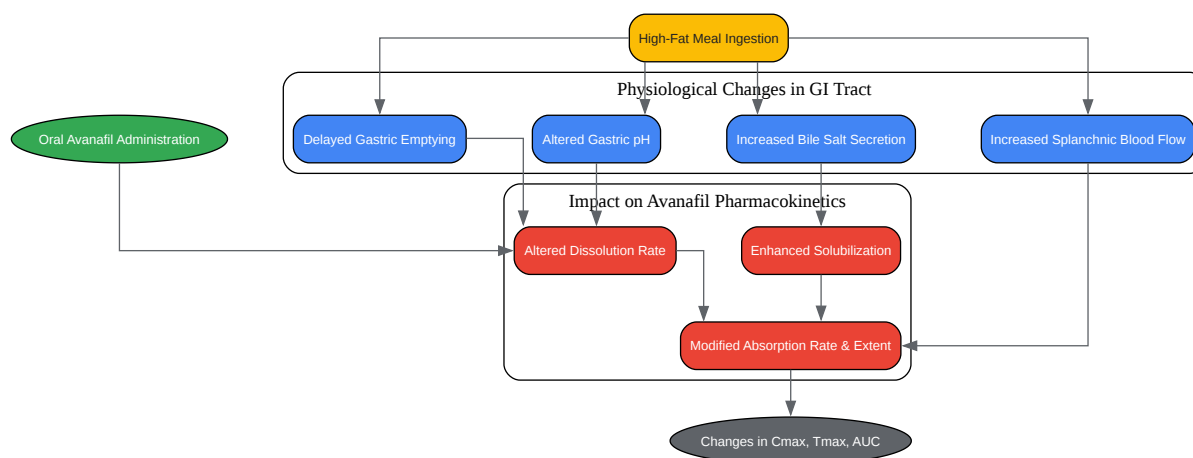 High-Fat Meal Ingestion
Physiological Changes in GI Tract
Oral Avanafil Administration
Delayed Gastric Emptying
Altered Gastric pH
Increased Bile Salt Secretion
Increased Splanchnic Blood Flow
Impact on Avanafil Pharmacokinetics
Altered Dissolution Rate
Enhanced Solubilization
Modified Absorption Rate & Extent
Changes in Cmax, Tmax, AUC